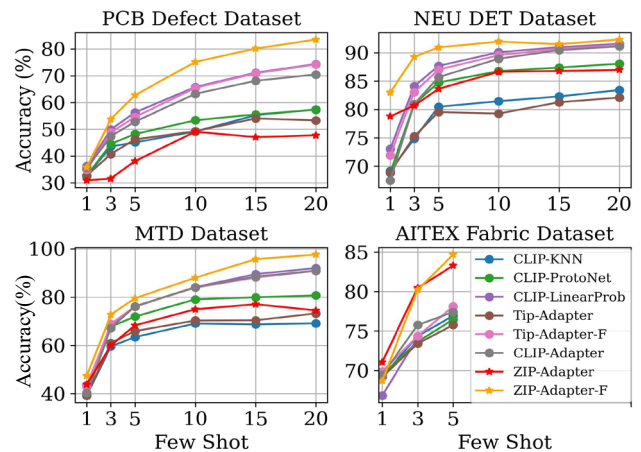 PCB Defect Dataset
Accuracy (%)
80
70
60
50
40
30
1 3 5 10 15 20
NEU DET Dataset
90
85
80
75
70
65
1 3 5 10 15 20
MTD Dataset
Accuracy(%)
100
80
60
40
1 3 5 10 15 20
Few Shot
AITEX Fabric Dataset
85
80
75
70
1 3 5
Few Shot
CLIP-KNN
CLIP-ProtoNet
CLIP-LinearProb
Tip-Adapter
Tip-Adapter-F
CLIP-Adapter
ZIP-Adapter
ZIP-Adapter-F